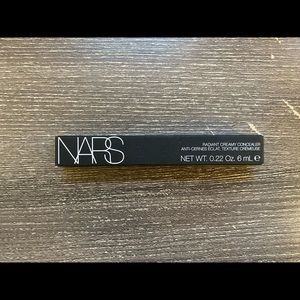 NARS
RADIANT CREAMY CONCEALER
ANTI-CERNES ÉCLAT, TEXTURE CRÉMEUSE
NET WT. 0.22 Oz. 6 mL ℮